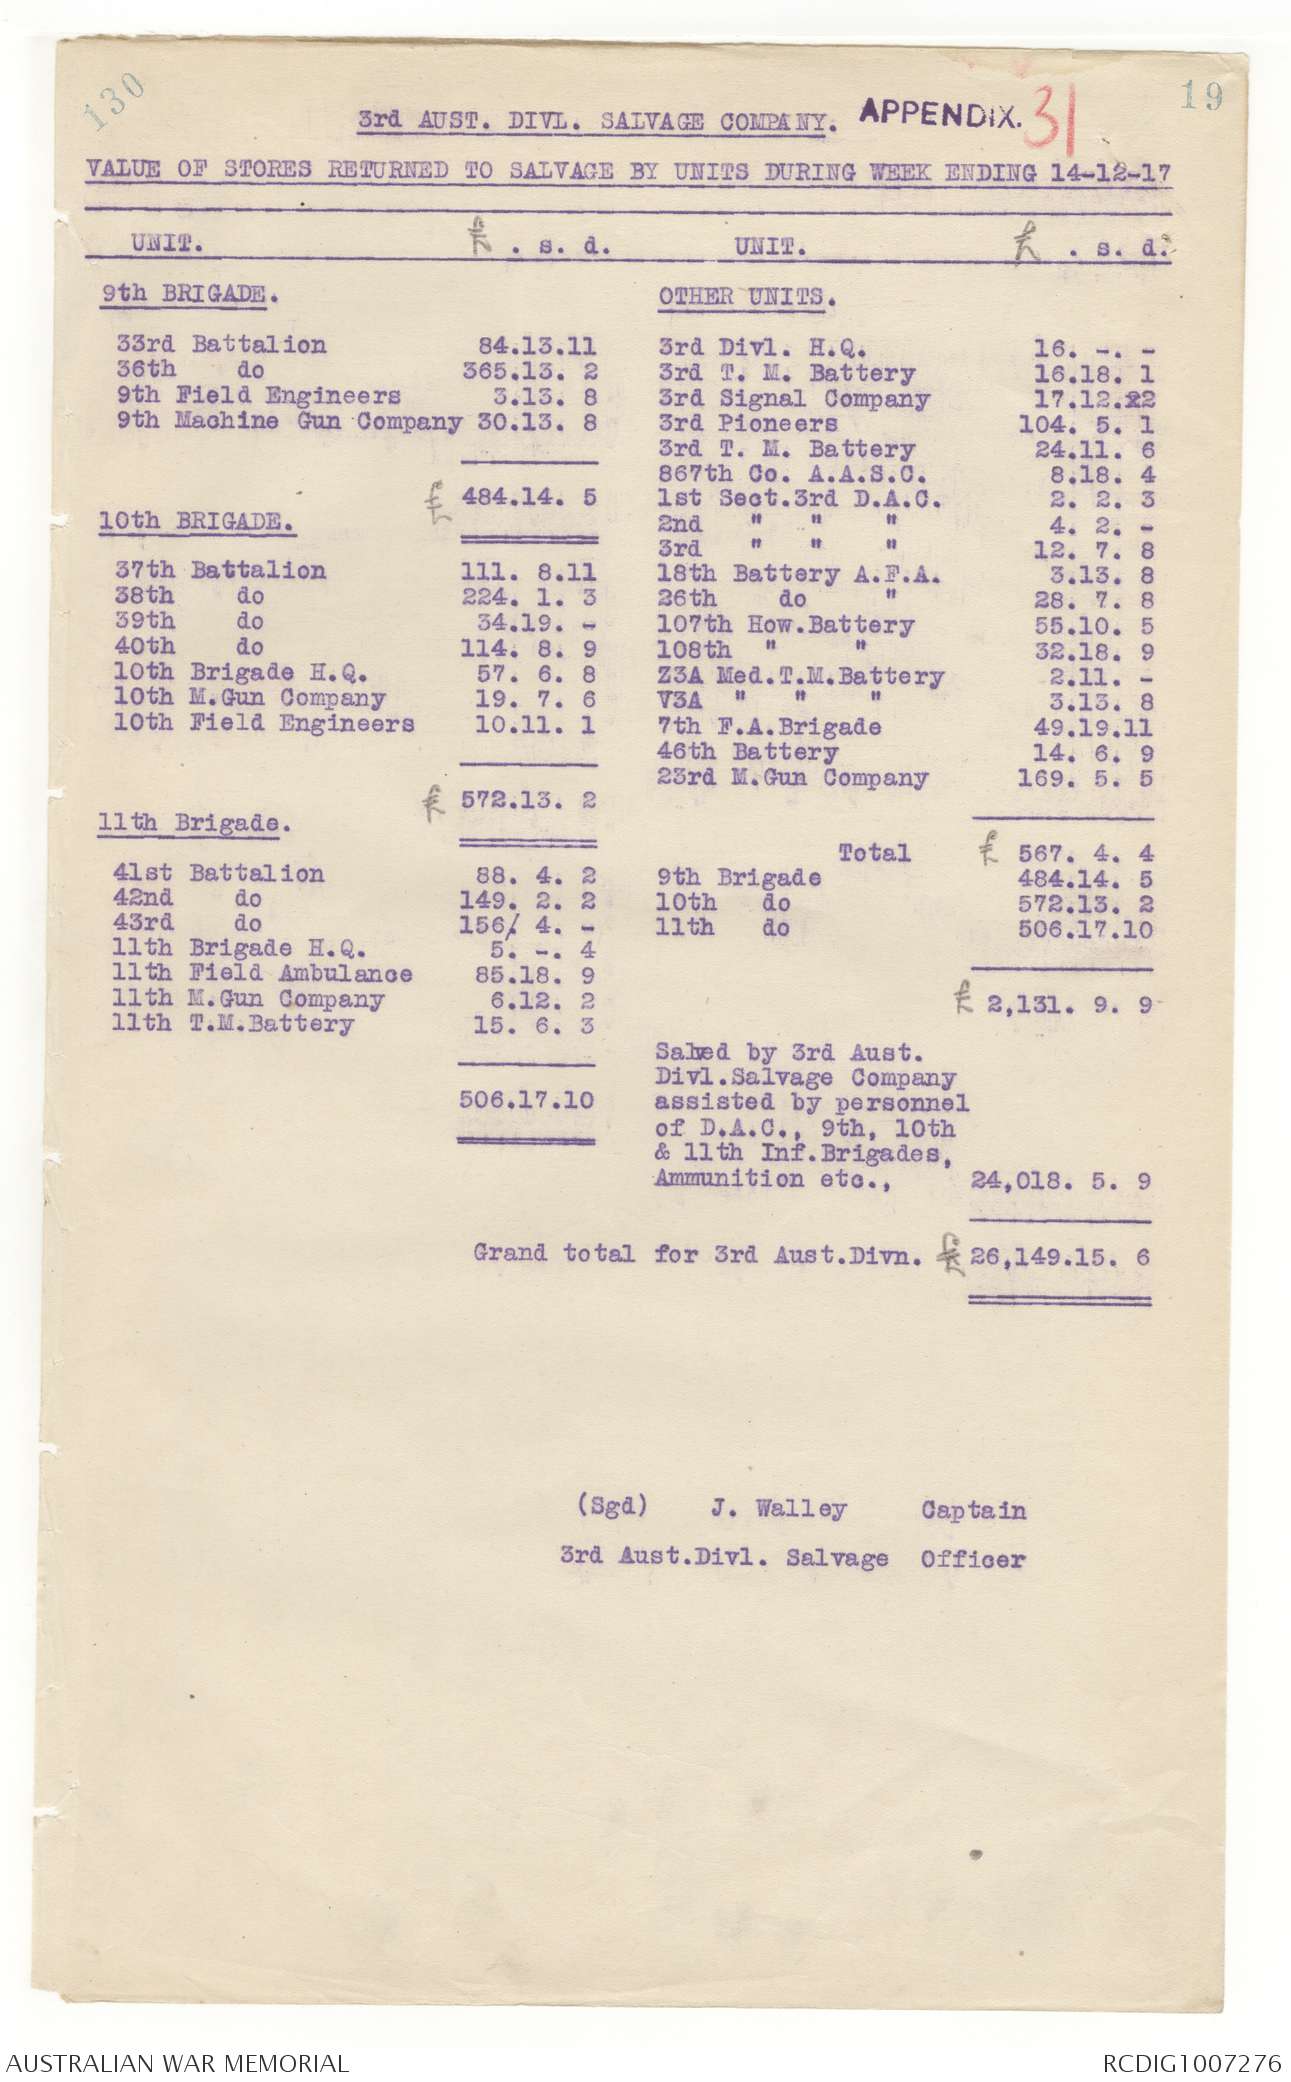 130
19
3rd AUST. DIVL. SALVAGE COMPANY. APPENDIX. 31
VALUE OF STORES RETURNED TO SALVAGE BY UNITS DURING WEEK ENDING 14-12-17
UNIT. £ . s. d. UNIT. £ . s. d.
9th BRIGADE.
33rd Battalion 84.13.11
36th do 365.13. 2
9th Field Engineers 3.13. 8
9th Machine Gun Company 30.13. 8
£ 484.14. 5
10th BRIGADE.
37th Battalion 111. 8.11
38th do 224. 1. 3
39th do 34.19. -
40th do 114. 8. 9
10th Brigade H.Q. 57. 6. 8
10th M.Gun Company 19. 7. 6
10th Field Engineers 10.11. 1
£ 572.13. 2
11th Brigade.
41st Battalion 88. 4. 2
42nd do 149. 2. 2
43rd do 156/ 4. -
11th Brigade H.Q. 5. -. 4
11th Field Ambulance 85.18. 9
11th M.Gun Company 6.12. 2
11th T.M.Battery 15. 6. 3
506.17.10
OTHER UNITS.
3rd Divl. H.Q. 16. -. -
3rd T. M. Battery 16.18. 1
3rd Signal Company 17.12.22
3rd Pioneers 104. 5. 1
3rd T. M. Battery 24.11. 6
867th Co. A.A.S.C. 8.18. 4
1st Sect.3rd D.A.C. 2. 2. 3
2nd " " " 4. 2. -
3rd " " " 12. 7. 8
18th Battery A.F.A. 3.13. 8
26th do " 28. 7. 8
107th How.Battery 55.10. 5
108th " " 32.18. 9
Z3A Med.T.M.Battery 2.11. -
V3A " " " 3.13. 8
7th F.A.Brigade 49.19.11
46th Battery 14. 6. 9
23rd M.Gun Company 169. 5. 5
Total £ 567. 4. 4
9th Brigade 484.14. 5
10th do 572.13. 2
11th do 506.17.10
£ 2,131. 9. 9
Salved by 3rd Aust.
Divl.Salvage Company
assisted by personnel
of D.A.C., 9th, 10th
& 11th Inf.Brigades,
Ammunition etc., 24,018. 5. 9
Grand total for 3rd Aust.Divn. £ 26,149.15. 6
(Sgd) J. Walley Captain
3rd Aust.Divl. Salvage Officer
AUSTRALIAN WAR MEMORIAL RCDIG1007276